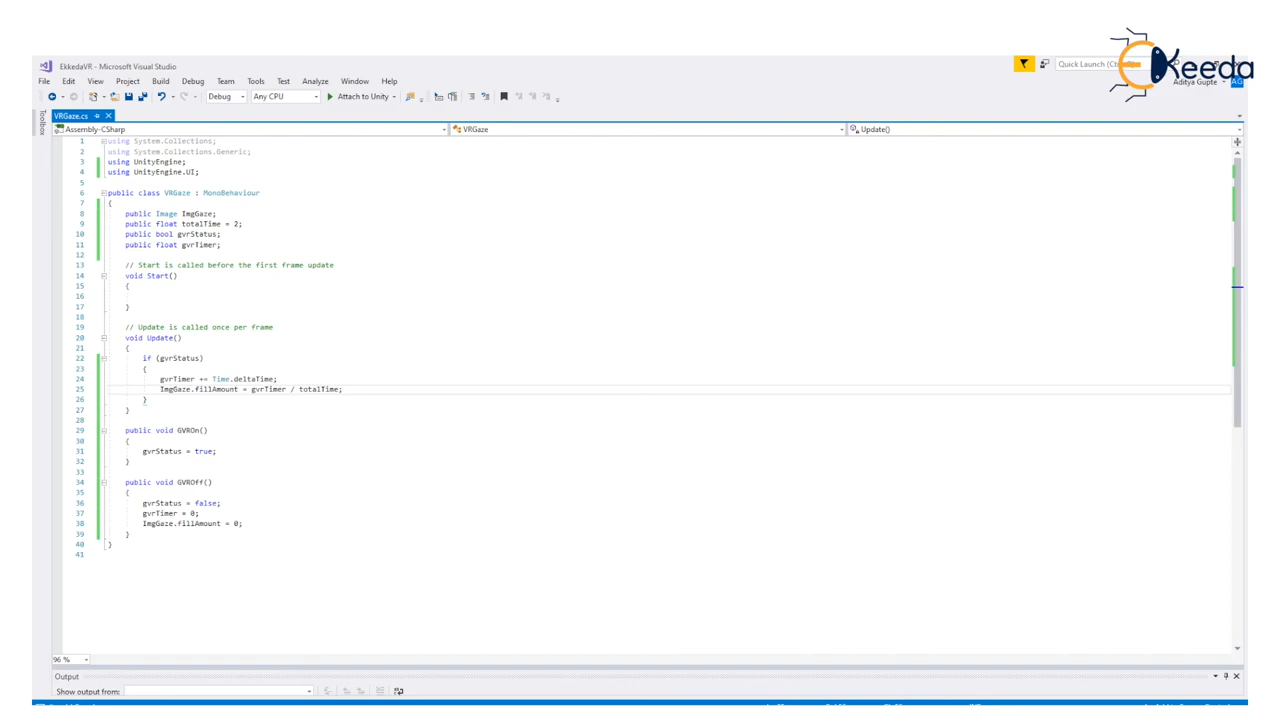 EKeeda
EkkedaVR - Microsoft Visual Studio
Quick Launch (Ct
File Edit View Project Build Debug Team Tools Test Analyze Window Help
Aditya Gupte AG
Debug Any CPU Attach to Unity
Toolbox
VRGaze.cs
Assembly-CSharp VRGaze Update()
1 using System.Collections;
2 using System.Collections.Generic;
3 using UnityEngine;
4 using UnityEngine.UI;
5
6 public class VRGaze : MonoBehaviour
7 {
8 public Image ImgGaze;
9 public float totalTime = 2;
10 public bool gvrStatus;
11 public float gvrTimer;
12
13 // Start is called before the first frame update
14 void Start()
15 {
16
17 }
18
19 // Update is called once per frame
20 void Update()
21 {
22 if (gvrStatus)
23 {
24 gvrTimer += Time.deltaTime;
25 ImgGaze.fillAmount = gvrTimer / totalTime;
26 }
27 }
28
29 public void GVROn()
30 {
31 gvrStatus = true;
32 }
33
34 public void GVROff()
35 {
36 gvrStatus = false;
37 gvrTimer = 0;
38 ImgGaze.fillAmount = 0;
39 }
40 }
41
96 %
Output
Show output from: